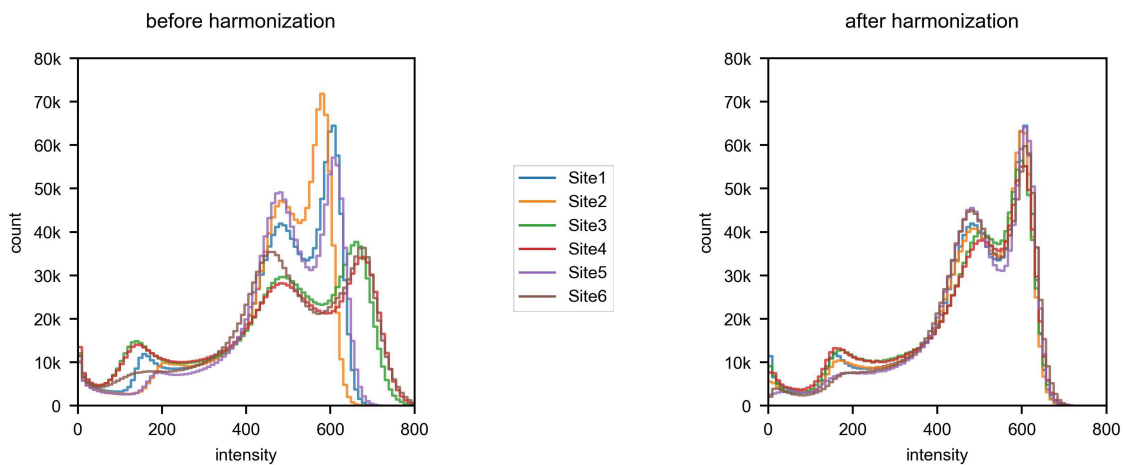 before harmonization
after harmonization
80k
70k
60k
50k
40k
30k
20k
10k
0
count
0
200
400
600
800
intensity
Site1
Site2
Site3
Site4
Site5
Site6
80k
70k
60k
50k
40k
30k
20k
10k
0
count
0
200
400
600
800
intensity